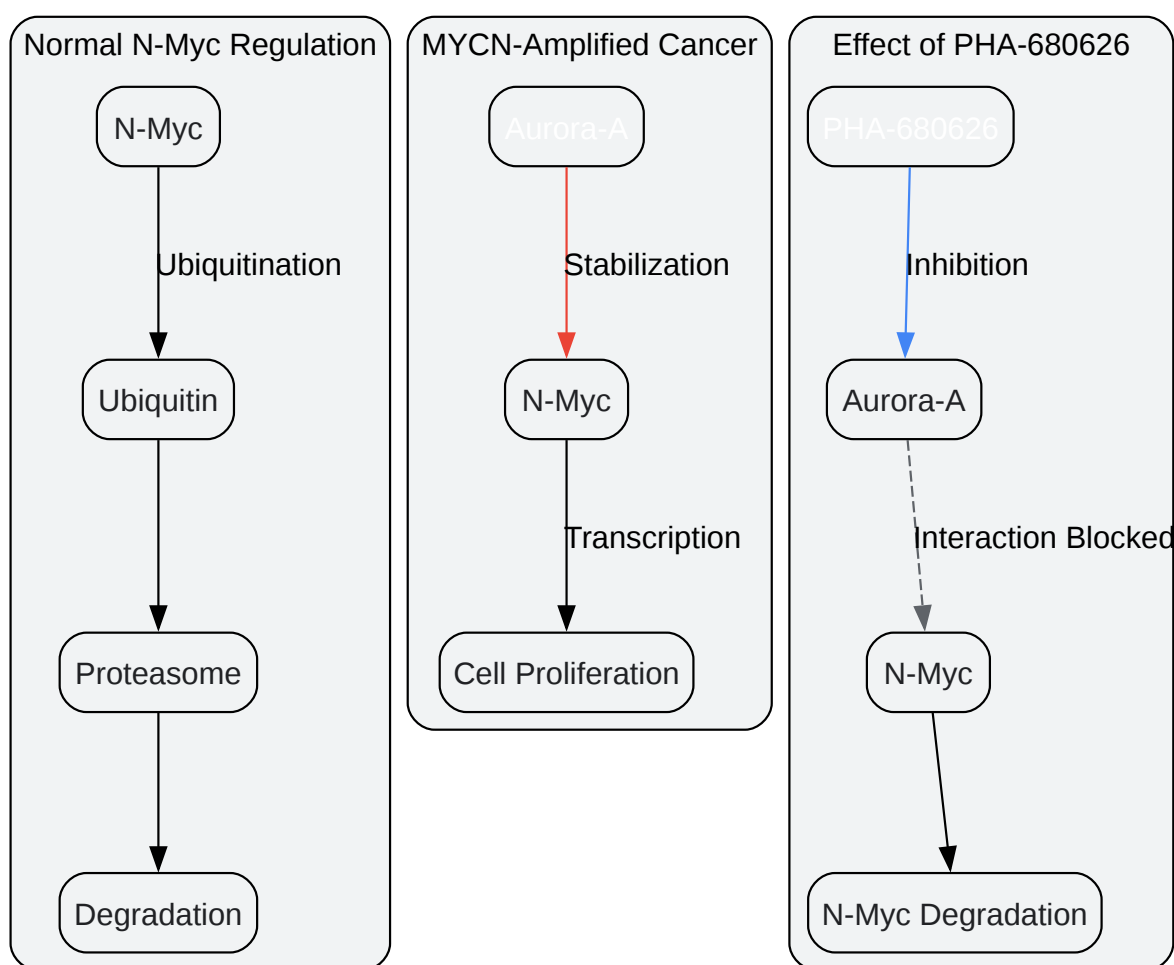 Normal N-Myc Regulation
N-Myc
Ubiquitination
Ubiquitin
Proteasome
Degradation
MYCN-Amplified Cancer
Aurora-A
Stabilization
N-Myc
Transcription
Cell Proliferation
Effect of PHA-680626
PHA-680626
Inhibition
Aurora-A
Interaction Blocked
N-Myc
N-Myc Degradation